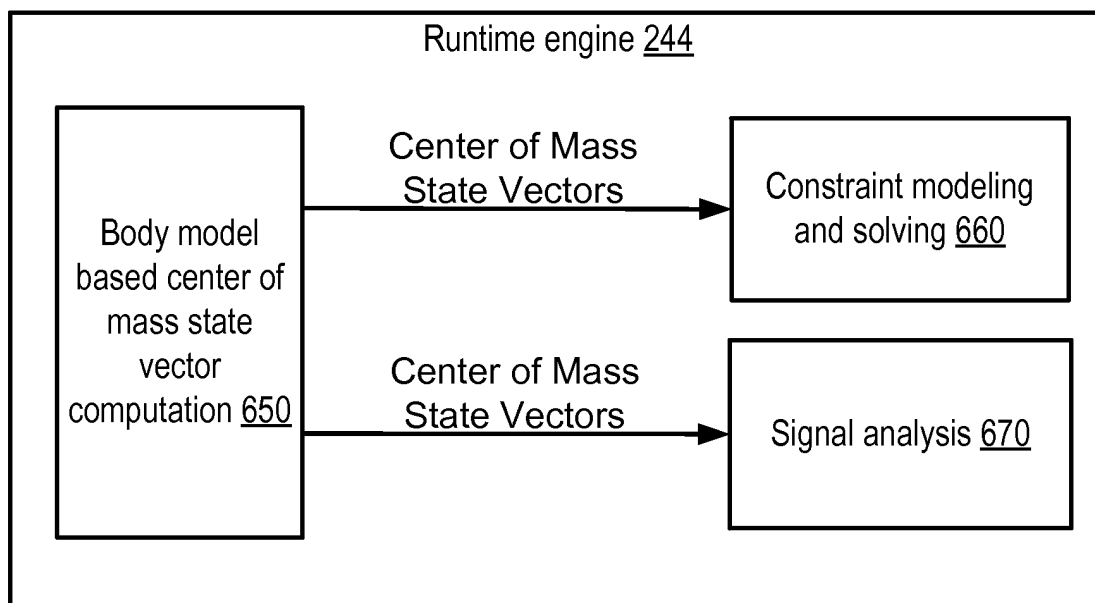 Runtime engine 244
Body model
based center of
mass state
vector
computation 650
Center of Mass
State Vectors
Constraint modeling
and solving 660
Center of Mass
State Vectors
Signal analysis 670